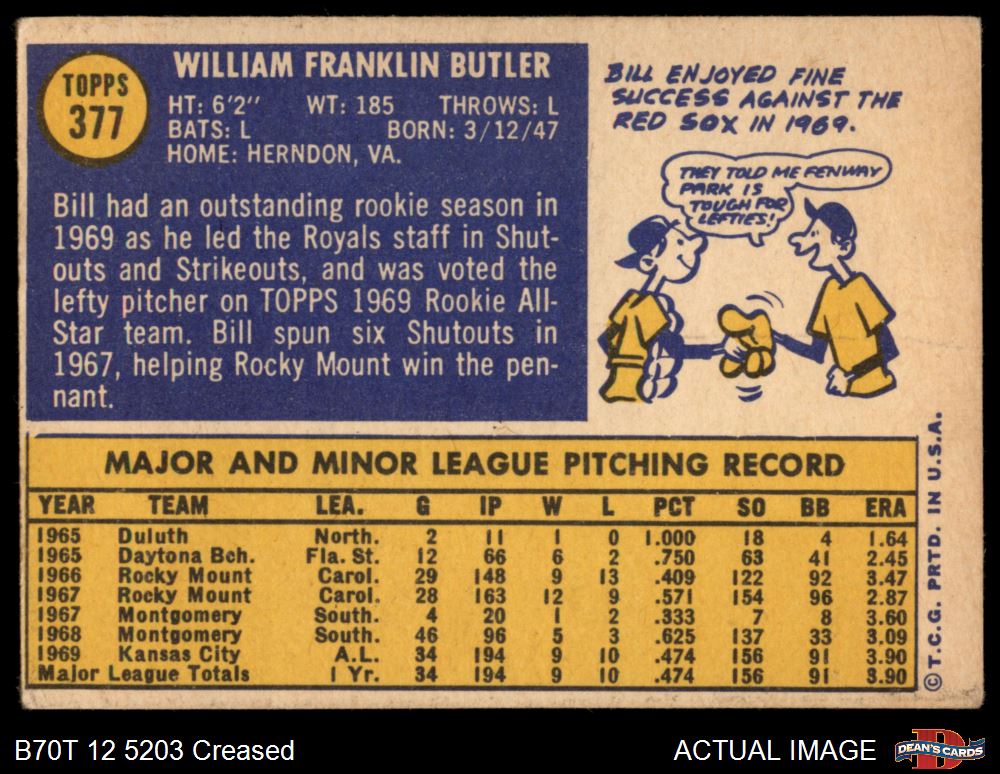 TOPPS
377
WILLIAM FRANKLIN BUTLER
HT: 6'2" WT: 185 THROWS: L
BATS: L BORN: 3/12/47
HOME: HERNDON, VA.
Bill had an outstanding rookie season in
1969 as he led the Royals staff in Shut-
outs and Strikeouts, and was voted the
lefty pitcher on TOPPS 1969 Rookie All-
Star team. Bill spun six Shutouts in
1967, helping Rocky Mount win the pen-
nant.
BILL ENJOYED FINE
SUCCESS AGAINST THE
RED SOX IN 1969.
THEY TOLD ME FENWAY
PARK IS
TOUGH FOR
LEFTIES!
MAJOR AND MINOR LEAGUE PITCHING RECORD
YEAR TEAM LEA. G IP W L PCT SO BB ERA
1965 Duluth North. 2 11 1 0 1.000 18 4 1.64
1965 Daytona Bch. Fla. St. 12 66 6 2 .750 63 41 2.45
1966 Rocky Mount Carol. 29 148 9 13 .409 122 92 3.47
1967 Rocky Mount Carol. 28 163 12 9 .571 154 96 2.87
1967 Montgomery South. 4 20 1 2 .333 7 8 3.60
1968 Montgomery South. 46 96 5 3 .625 137 33 3.09
1969 Kansas City A.L. 34 194 9 10 .474 156 91 3.90
Major League Totals 1 Yr. 34 194 9 10 .474 156 91 3.90
©T.C.G. PRTD. IN U.S.A.
B70T 12 5203 Creased
ACTUAL IMAGE
D
DEAN'S CARDS